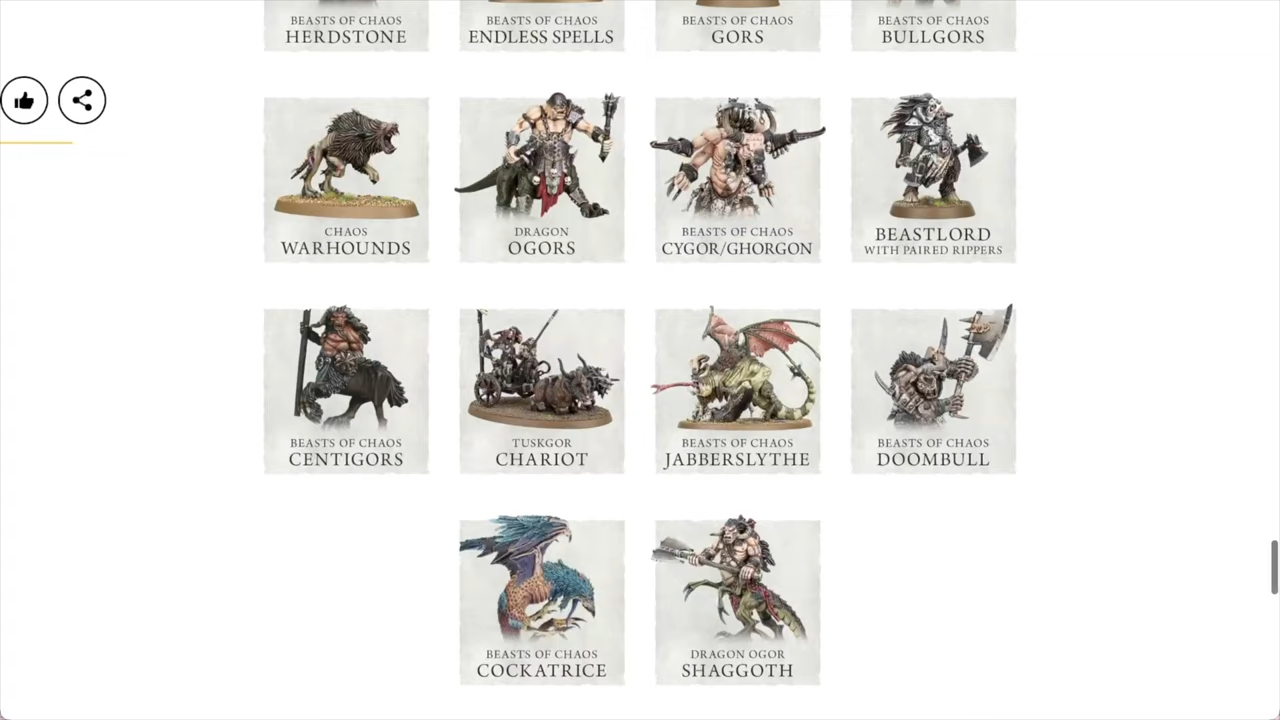 BEASTS OF CHAOS
HERDSTONE
BEASTS OF CHAOS
ENDLESS SPELLS
BEASTS OF CHAOS
GORS
BEASTS OF CHAOS
BULLGORS
CHAOS
WARHOUNDS
DRAGON
OGORS
BEASTS OF CHAOS
CYGOR/GHORGON
BEASTLORD
WITH PAIRED RIPPERS
BEASTS OF CHAOS
CENTIGORS
TUSKGOR
CHARIOT
BEASTS OF CHAOS
JABBERSLYTHE
BEASTS OF CHAOS
DOOMBULL
BEASTS OF CHAOS
COCKATRICE
DRAGON OGOR
SHAGGOTH